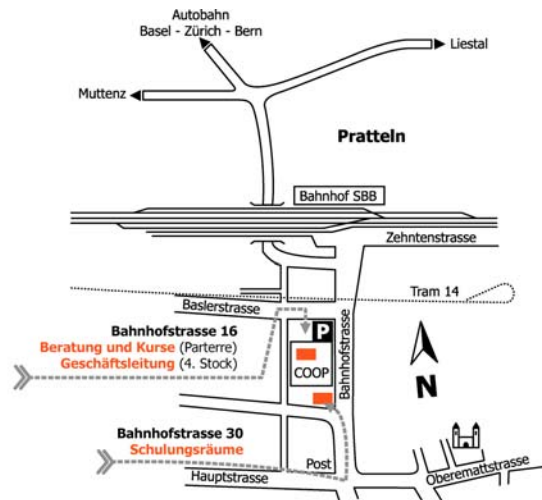 Autobahn
Basel - Zürich - Bern
Liestal
Muttenz
Pratteln
Bahnhof SBB
Zehntenstrasse
Tram 14
Baslerstrasse
Bahnhofstrasse 16
Beratung und Kurse (Parterre)
Geschäftsleitung (4. Stock)
P
COOP
Bahnhofstrasse
N
Bahnhofstrasse 30
Schulungsräume
Post
Hauptstrasse
Oberemattstrasse